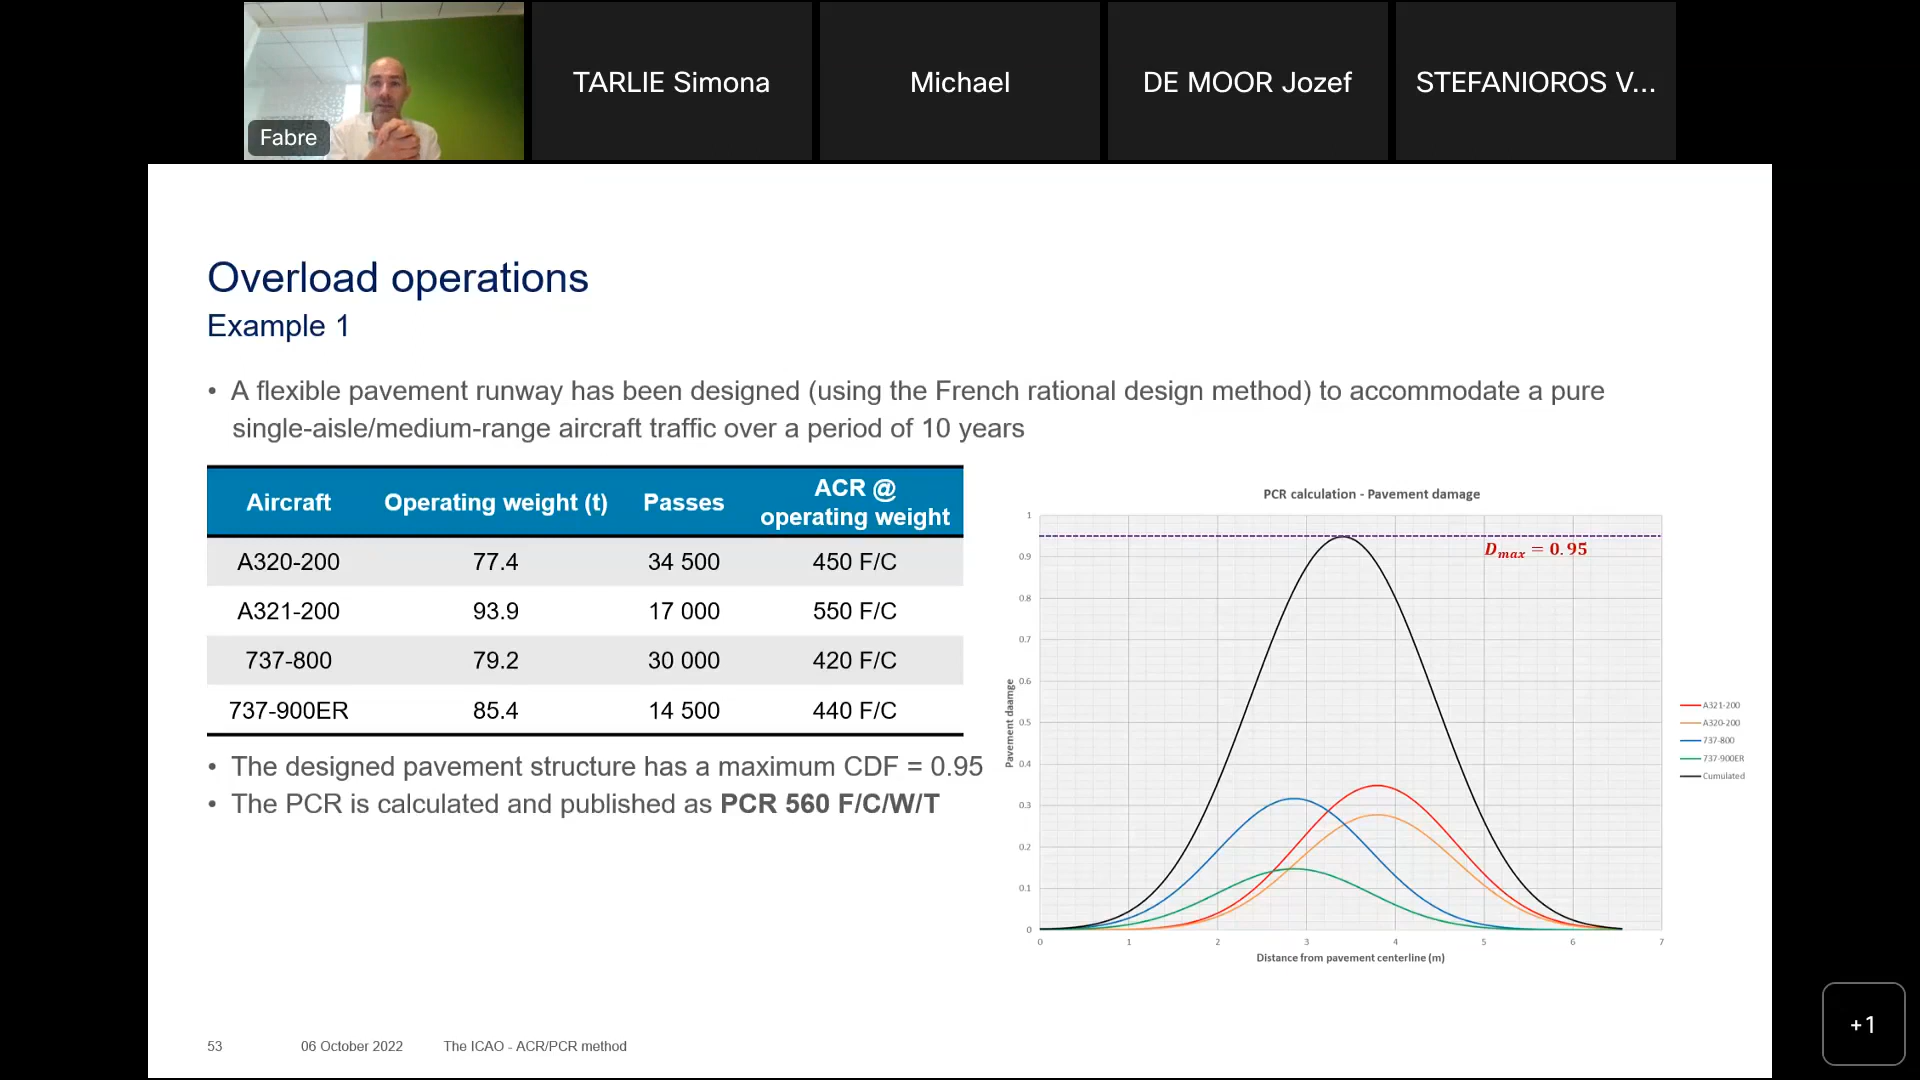 Fabre
TARLIE Simona
Michael
DE MOOR Jozef
STEFANIOROS V...
Overload operations
Example 1
• A flexible pavement runway has been designed (using the French rational design method) to accommodate a pure
single-aisle/medium-range aircraft traffic over a period of 10 years
Aircraft Operating weight (t) Passes ACR @ operating weight
A320-200 77.4 34 500 450 F/C
A321-200 93.9 17 000 550 F/C
737-800 79.2 30 000 420 F/C
737-900ER 85.4 14 500 440 F/C
• The designed pavement structure has a maximum CDF = 0.95
• The PCR is calculated and published as PCR 560 F/C/W/T
PCR calculation - Pavement damage
Dmax = 0.95
1
0.9
0.8
0.7
0.6
0.5
0.4
0.3
0.2
0.1
0
Pavement daamge
0 1 2 3 4 5 6 7
Distance from pavement centerline (m)
A321-200
A320-200
737-800
737-900ER
Cumulated
53 06 October 2022 The ICAO - ACR/PCR method
+1